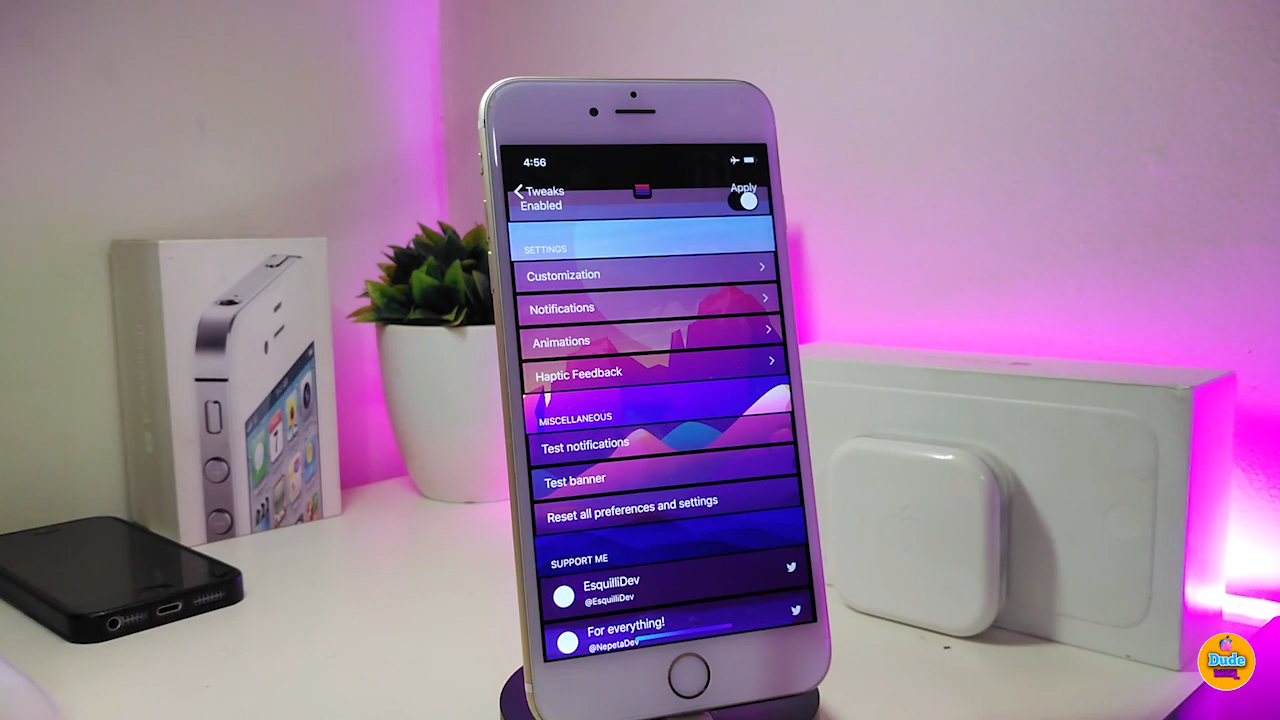 4:56
Tweaks
Apply
Enabled
SETTINGS
Customization
Notifications
Animations
Haptic Feedback
MISCELLANEOUS
Test notifications
Test banner
Reset all preferences and settings
SUPPORT ME
EsquilliDev
@EsquilliDev
For everything!
@NepetaDev
Dude